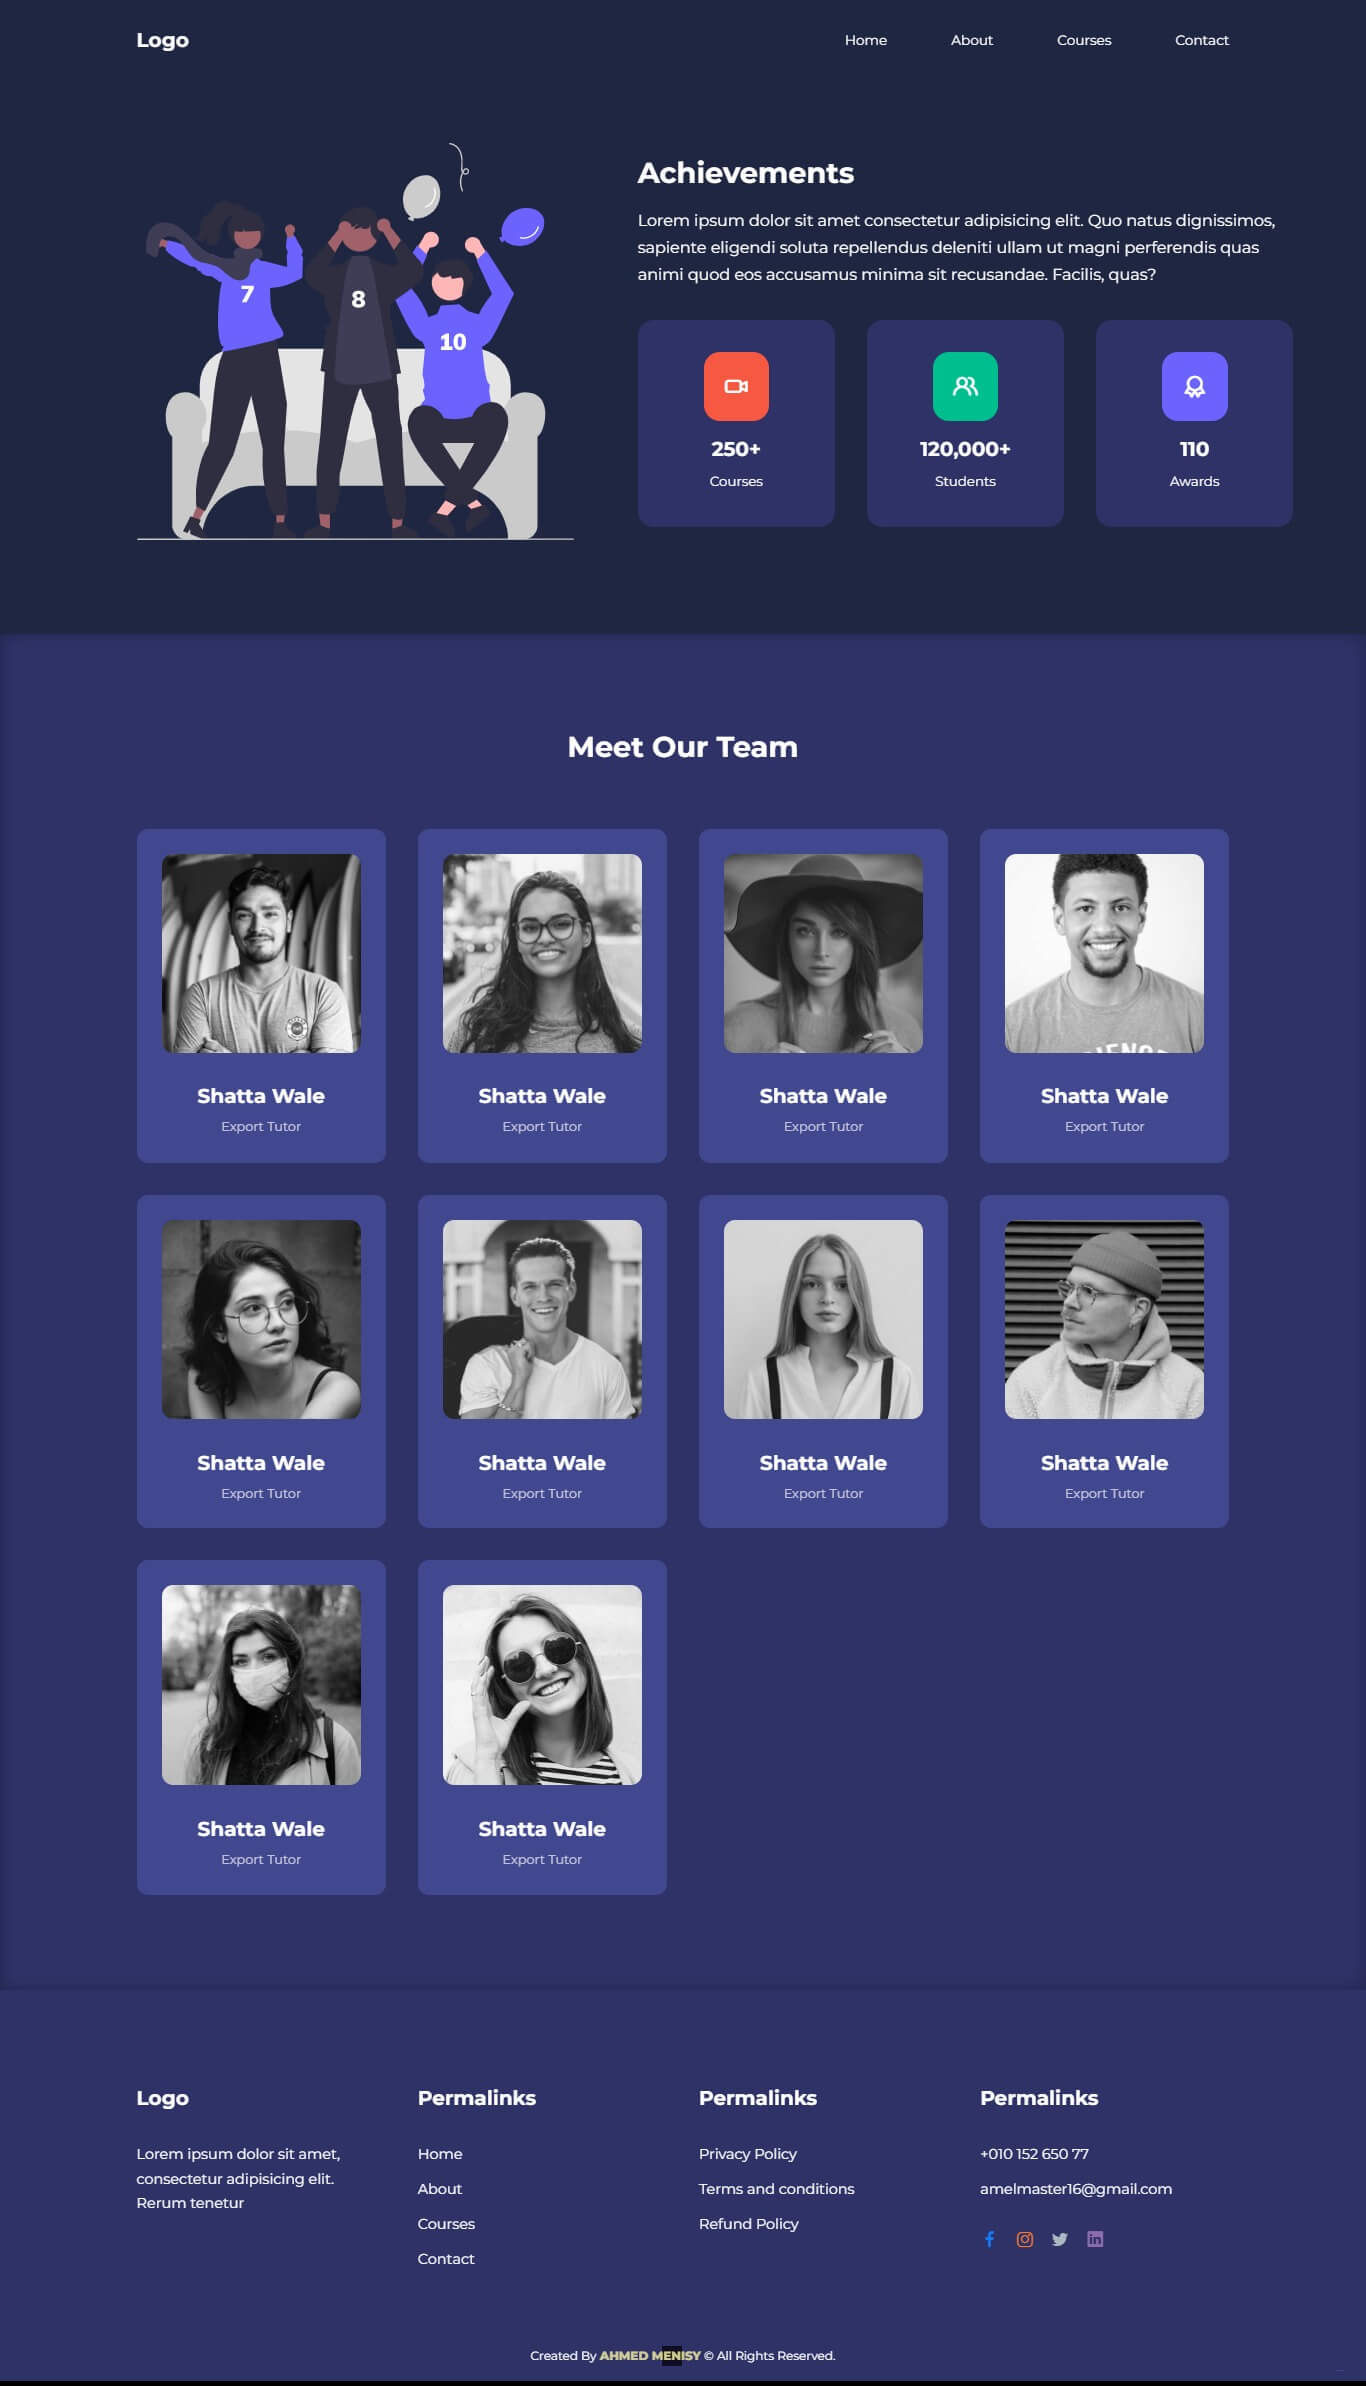 Logo
Home About Courses Contact
Achievements
Lorem ipsum dolor sit amet consectetur adipisicing elit. Quo natus dignissimos,
sapiente eligendi soluta repellendus deleniti ullam ut magni perferendis quas
animi quod eos accusamus minima sit recusandae. Facilis, quas?
7
8
10
250+
Courses
120,000+
Students
110
Awards
Meet Our Team
Shatta Wale
Export Tutor
Shatta Wale
Export Tutor
Shatta Wale
Export Tutor
Shatta Wale
Export Tutor
Shatta Wale
Export Tutor
Shatta Wale
Export Tutor
Shatta Wale
Export Tutor
Shatta Wale
Export Tutor
Shatta Wale
Export Tutor
Shatta Wale
Export Tutor
Logo
Lorem ipsum dolor sit amet,
consectetur adipisicing elit.
Rerum tenetur
Permalinks
Home
About
Courses
Contact
Permalinks
Privacy Policy
Terms and conditions
Refund Policy
Permalinks
+010 152 650 77
amelmaster16@gmail.com
Created By AHMED MENISY © All Rights Reserved.